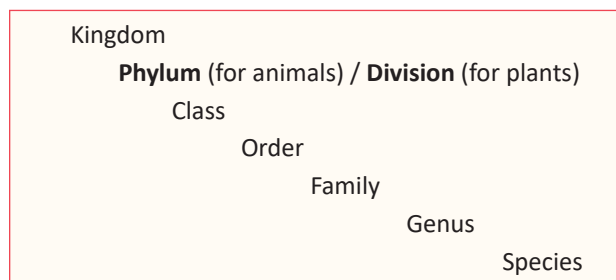 Kingdom
Phylum (for animals) / Division (for plants)
Class
Order
Family
Genus
Species